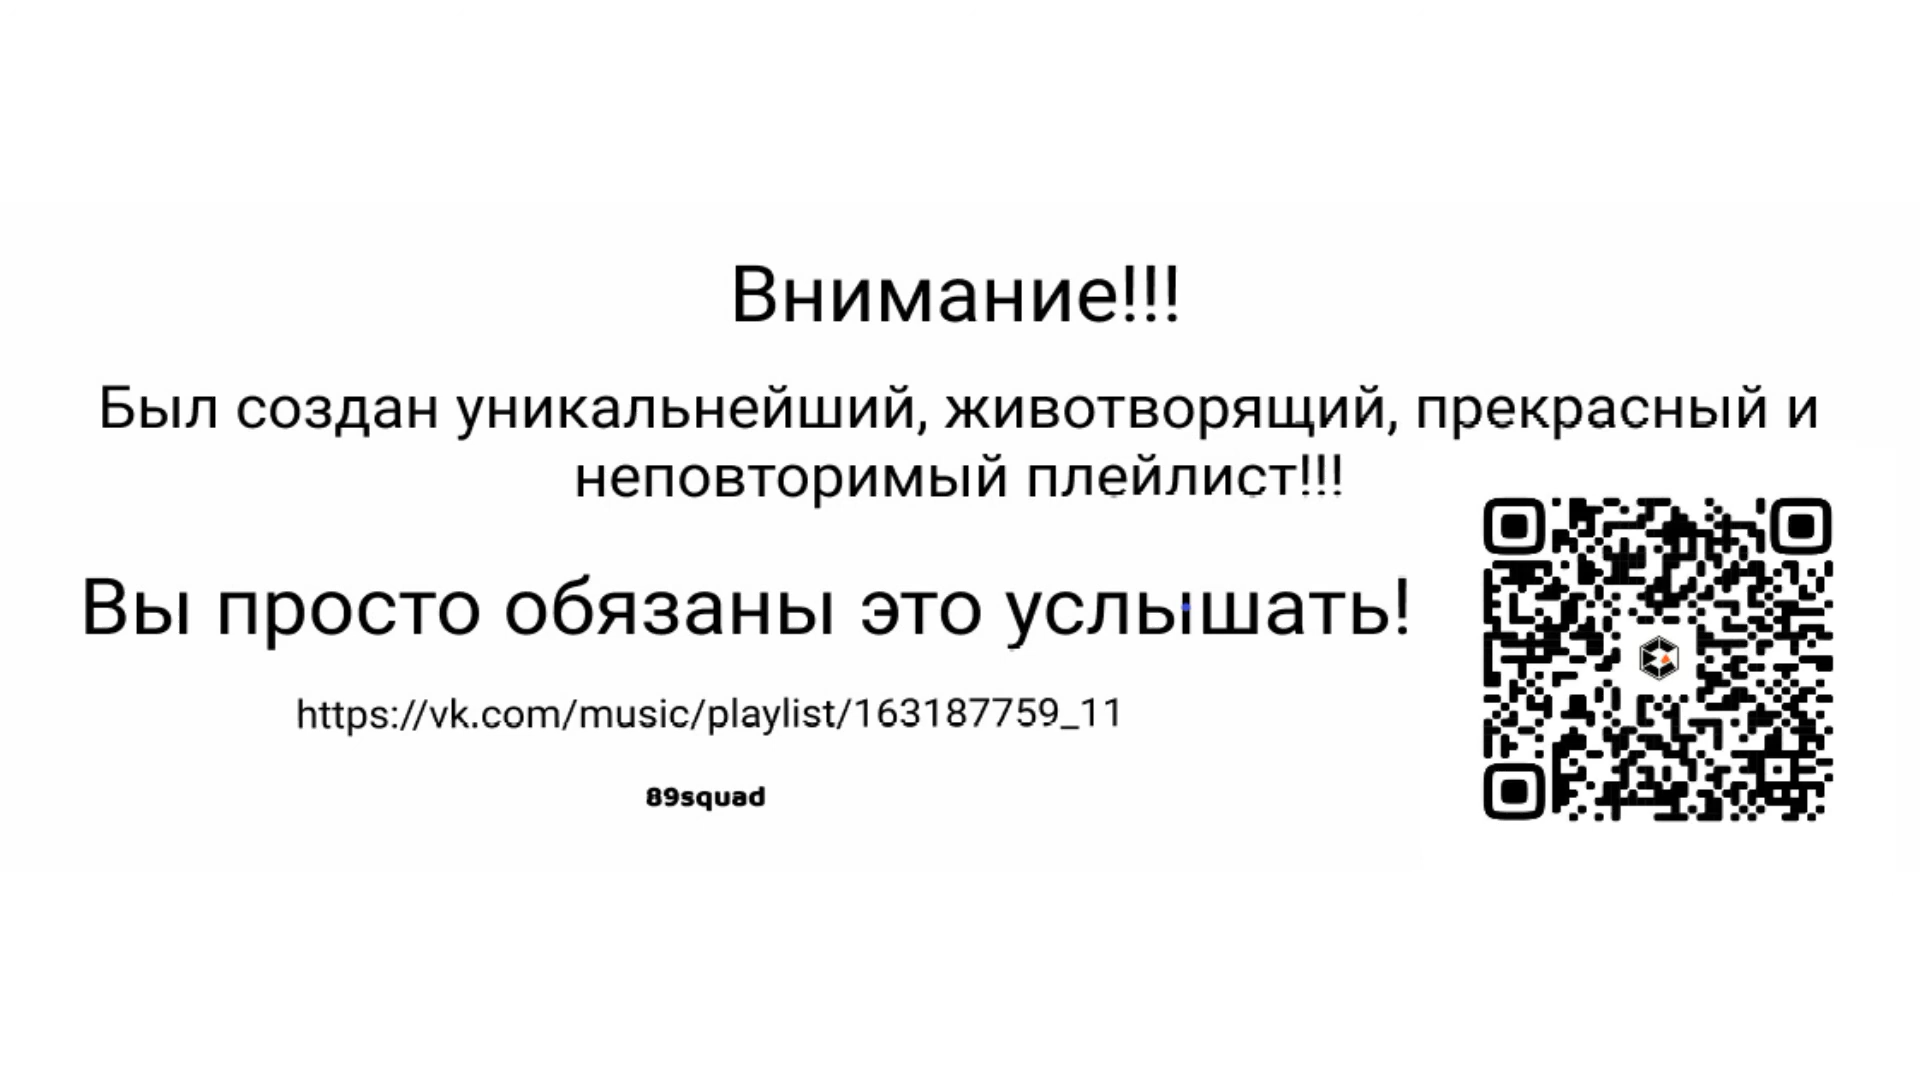 Внимание!!!
Был создан уникальнейший, животворящий, прекрасный и
неповторимый плейлист!!!
Вы просто обязаны это услышать!
https://vk.com/music/playlist/163187759_11
89squad